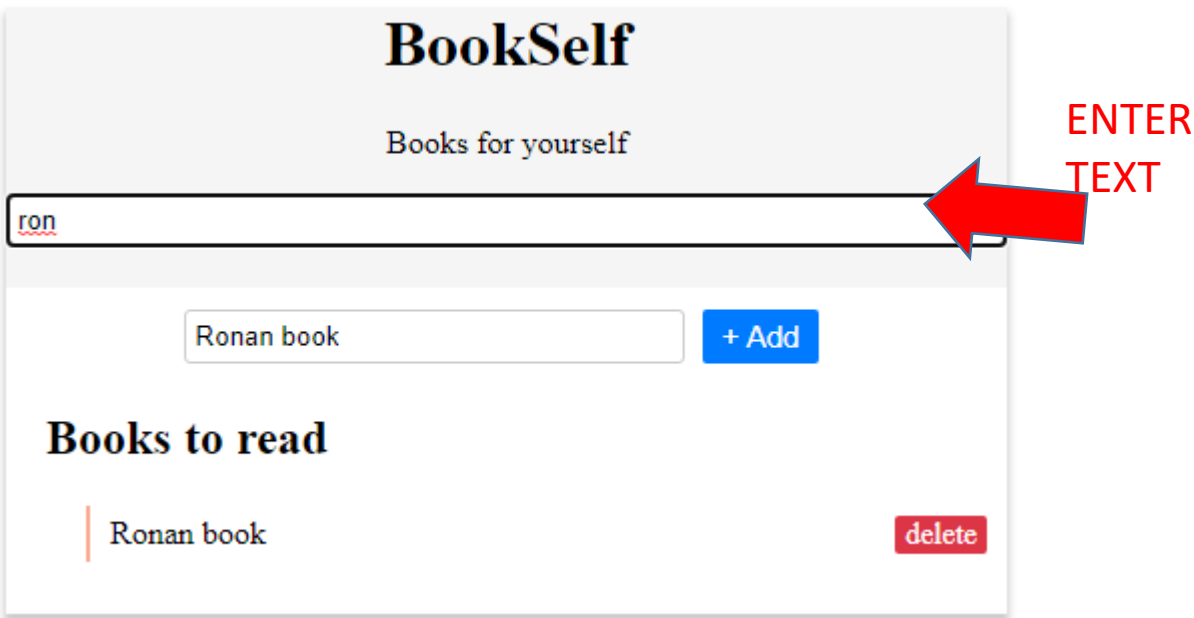 BookSelf
Books for yourself
ENTER
TEXT
ron
Ronan book
+ Add
Books to read
Ronan book
delete